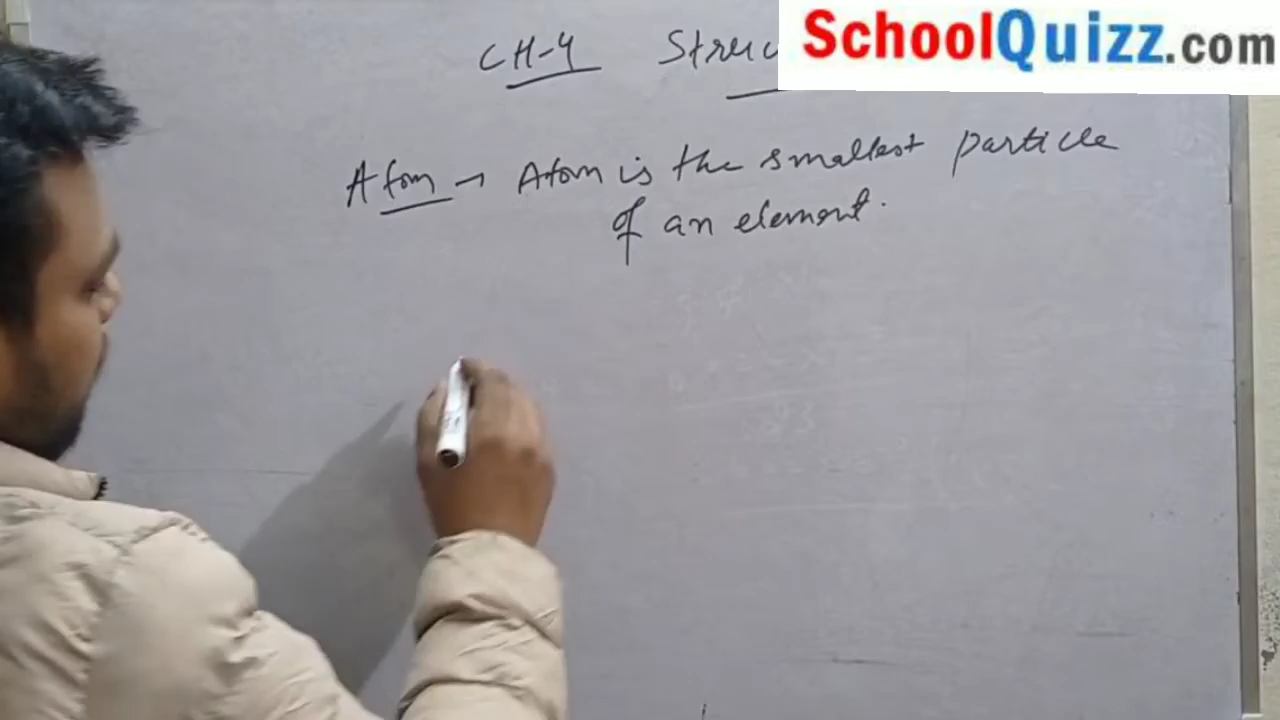 SchoolQuizz.com
CH-4 Struc
Atom → Atom is the smallest particle
of an element.